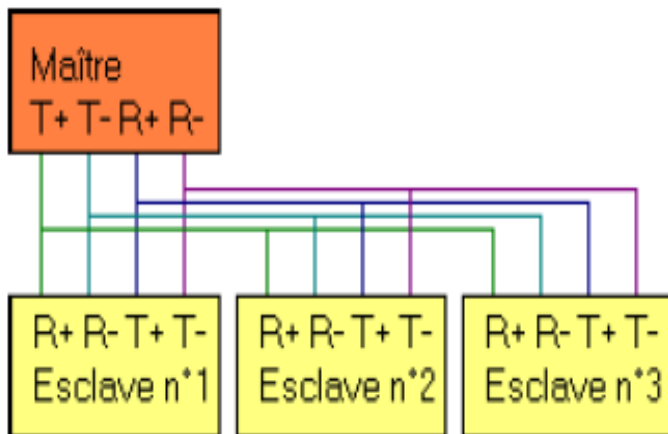 Maître
T+ T- R+ R-
R+ R- T+ T-
Esclave n°1
R+ R- T+ T-
Esclave n°2
R+ R- T+ T-
Esclave n°3